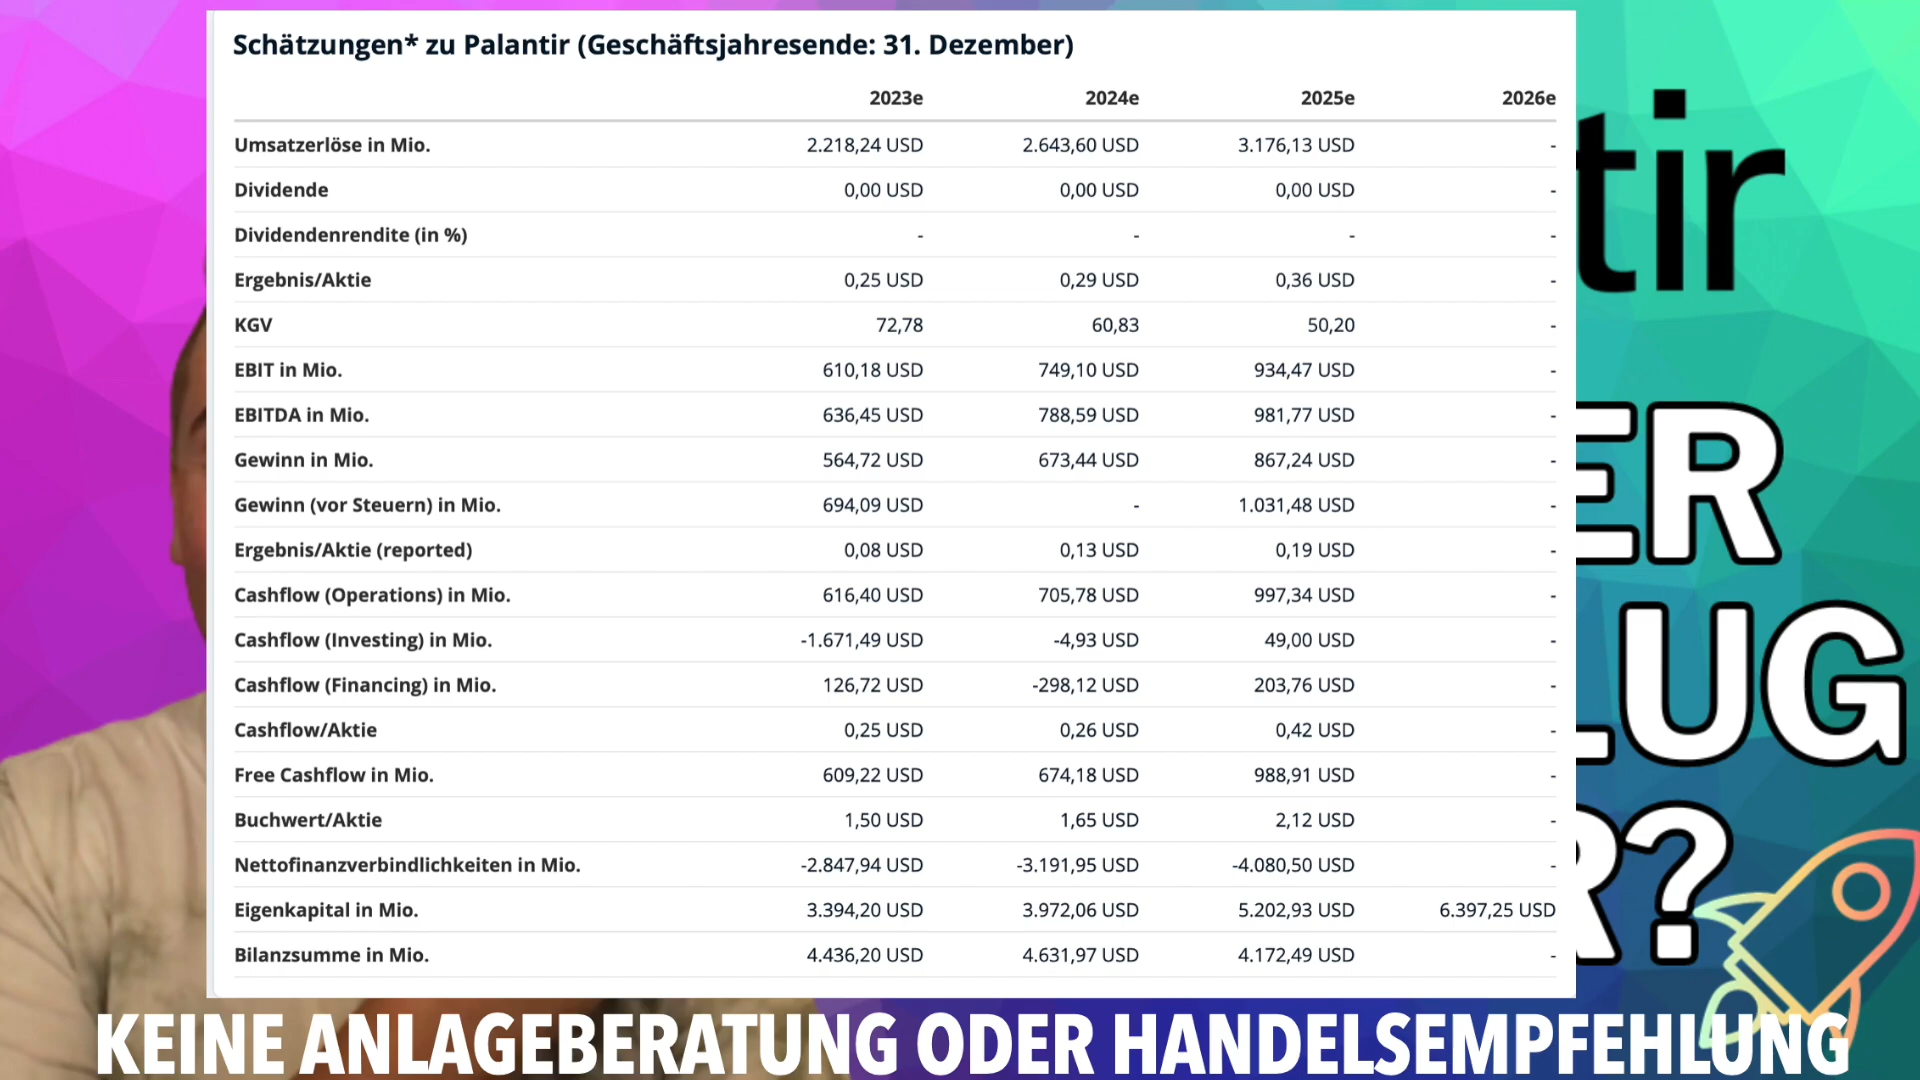 Schätzungen* zu Palantir (Geschäftsjahresende: 31. Dezember)
2023e 2024e 2025e 2026e
Umsatzerlöse in Mio. 2.218,24 USD 2.643,60 USD 3.176,13 USD -
Dividende 0,00 USD 0,00 USD 0,00 USD -
Dividendenrendite (in %) - - - -
Ergebnis/Aktie 0,25 USD 0,29 USD 0,36 USD -
KGV 72,78 60,83 50,20 -
EBIT in Mio. 610,18 USD 749,10 USD 934,47 USD -
EBITDA in Mio. 636,45 USD 788,59 USD 981,77 USD -
Gewinn in Mio. 564,72 USD 673,44 USD 867,24 USD -
Gewinn (vor Steuern) in Mio. 694,09 USD - 1.031,48 USD -
Ergebnis/Aktie (reported) 0,08 USD 0,13 USD 0,19 USD -
Cashflow (Operations) in Mio. 616,40 USD 705,78 USD 997,34 USD -
Cashflow (Investing) in Mio. -1.671,49 USD -4,93 USD 49,00 USD -
Cashflow (Financing) in Mio. 126,72 USD -298,12 USD 203,76 USD -
Cashflow/Aktie 0,25 USD 0,26 USD 0,42 USD -
Free Cashflow in Mio. 609,22 USD 674,18 USD 988,91 USD -
Buchwert/Aktie 1,50 USD 1,65 USD 2,12 USD -
Nettofinanzverbindlichkeiten in Mio. -2.847,94 USD -3.191,95 USD -4.080,50 USD -
Eigenkapital in Mio. 3.394,20 USD 3.972,06 USD 5.202,93 USD 6.397,25 USD
Bilanzsumme in Mio. 4.436,20 USD 4.631,97 USD 4.172,49 USD -
tir
ER
LUG
R?
KEINE ANLAGEBERATUNG ODER HANDELSEMPFEHLUNG